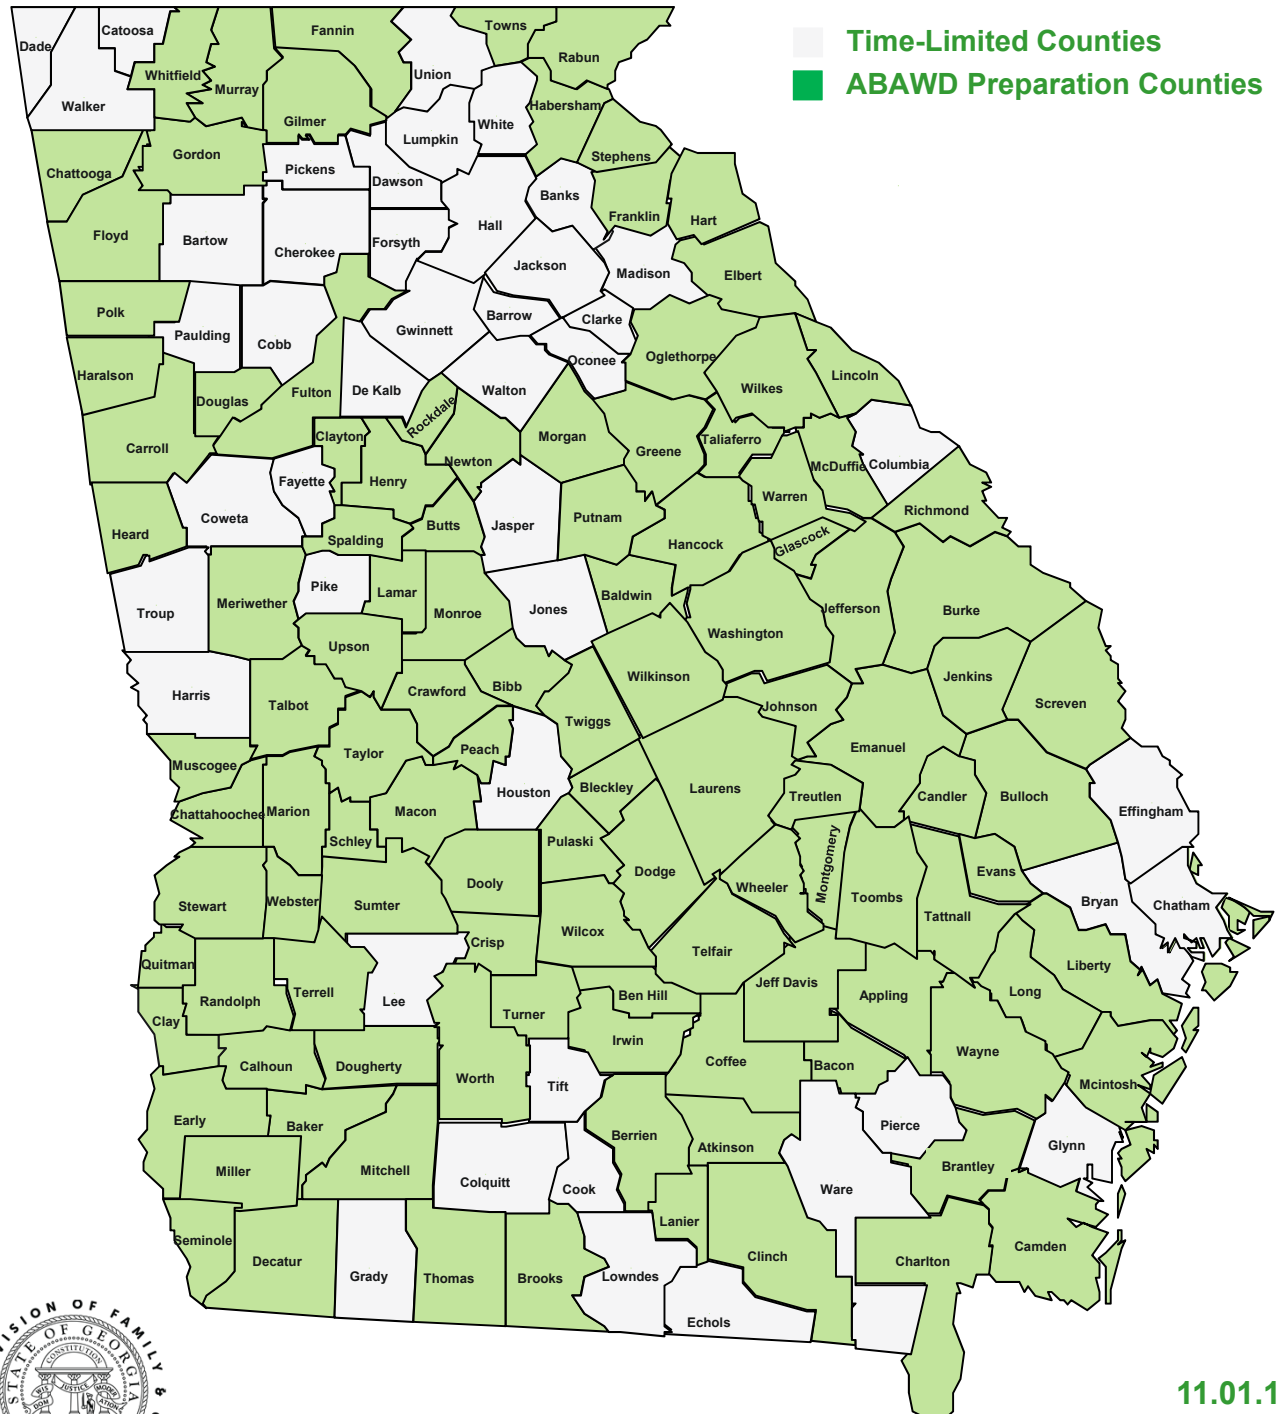 Time-Limited Counties
ABAWD Preparation Counties
Dade
Catoosa
Walker
Whitfield
Murray
Fannin
Gilmer
Union
Towns
Rabun
White
Habersham
Lumpkin
Stephens
Chattooga
Gordon
Pickens
Dawson
Banks
Franklin
Hart
Floyd
Bartow
Cherokee
Forsyth
Hall
Jackson
Madison
Elbert
Polk
Paulding
Cobb
Gwinnett
Barrow
Clarke
Oconee
Oglethorpe
Wilkes
Lincoln
Haralson
Douglas
Fulton
De Kalb
Rockdale
Walton
Morgan
Greene
Taliaferro
McDuffie
Columbia
Carroll
Clayton
Henry
Newton
Fayette
Coweta
Heard
Spalding
Butts
Jasper
Putnam
Hancock
Warren
Glascock
Richmond
Troup
Meriwether
Pike
Lamar
Monroe
Jones
Baldwin
Washington
Jefferson
Burke
Upson
Harris
Talbot
Crawford
Bibb
Wilkinson
Twiggs
Johnson
Jenkins
Screven
Muscogee
Taylor
Peach
Houston
Bleckley
Laurens
Emanuel
Treutlen
Candler
Bulloch
Effingham
Chattahoochee
Marion
Macon
Schley
Pulaski
Dodge
Wheeler
Montgomery
Toombs
Tattnall
Evans
Bryan
Chatham
Stewart
Webster
Sumter
Dooly
Wilcox
Crisp
Telfair
Jeff Davis
Appling
Long
Liberty
Quitman
Randolph
Terrell
Lee
Clay
Turner
Ben Hill
Irwin
Coffee
Bacon
Wayne
Mcintosh
Calhoun
Dougherty
Worth
Tift
Early
Baker
Miller
Mitchell
Berrien
Atkinson
Pierce
Brantley
Glynn
Colquitt
Cook
Ware
Lanier
Clinch
Charlton
Camden
Seminole
Decatur
Grady
Thomas
Brooks
Lowndes
Echols
OF FAMILY &
STATE OF GEORGIA
CONSTITUTION
WISDOM
JUSTICE
MODERATION
11.01.1